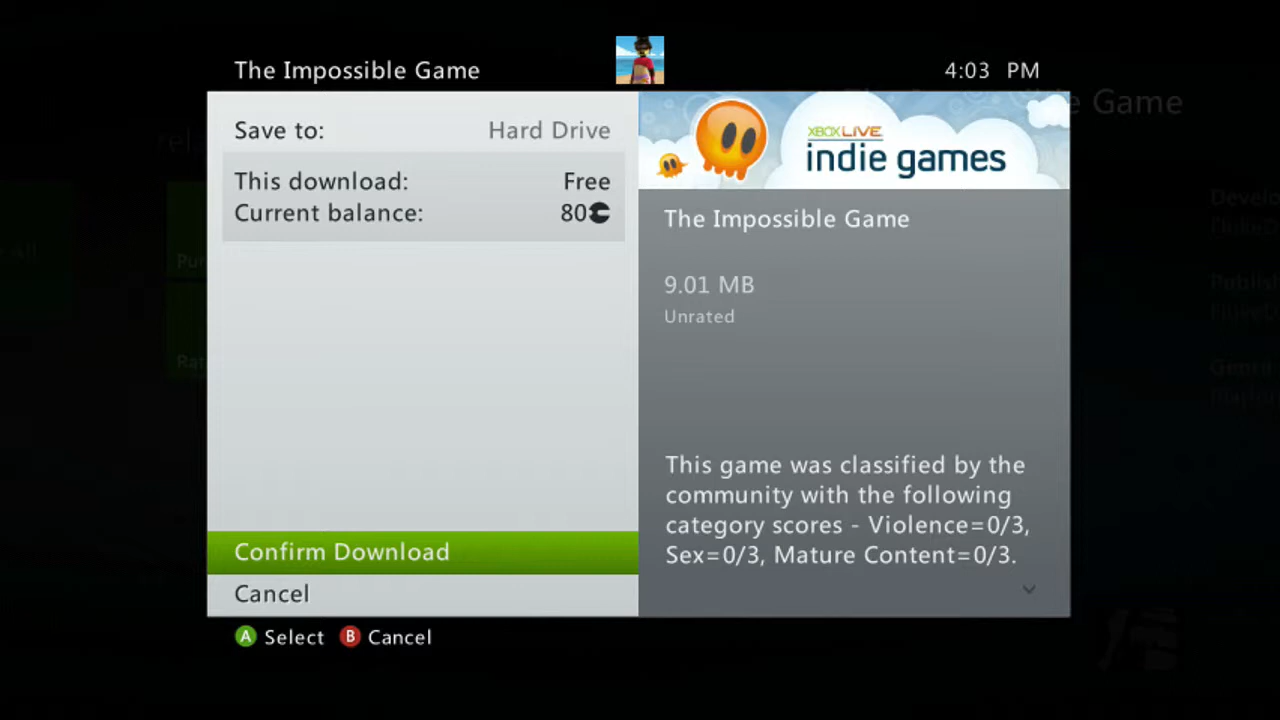 The Impossible Game
4:03 PM
Save to: Hard Drive
This download: Free
Current balance: 80
XBOX LIVE
indie games
The Impossible Game
9.01 MB
Unrated
This game was classified by the
community with the following
category scores - Violence=0/3,
Sex=0/3, Mature Content=0/3.
Confirm Download
Cancel
A Select B Cancel
Game